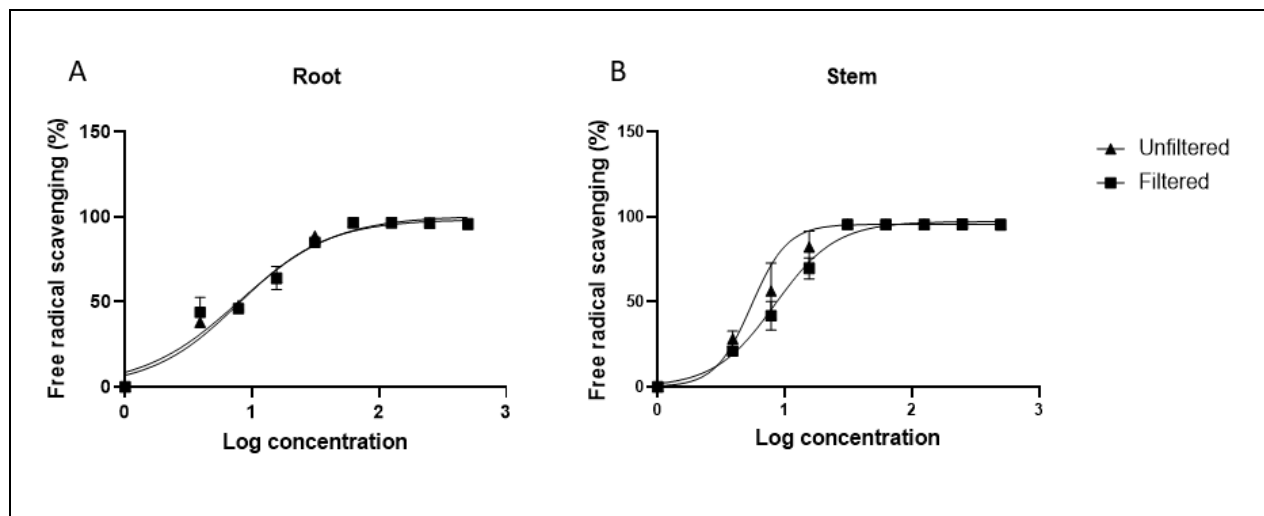 A
Root
Free radical scavenging (%)
150
100
50
0
0
1
2
3
Log concentration
B
Stem
Free radical scavenging (%)
150
100
50
0
0
1
2
3
Log concentration
Unfiltered
Filtered